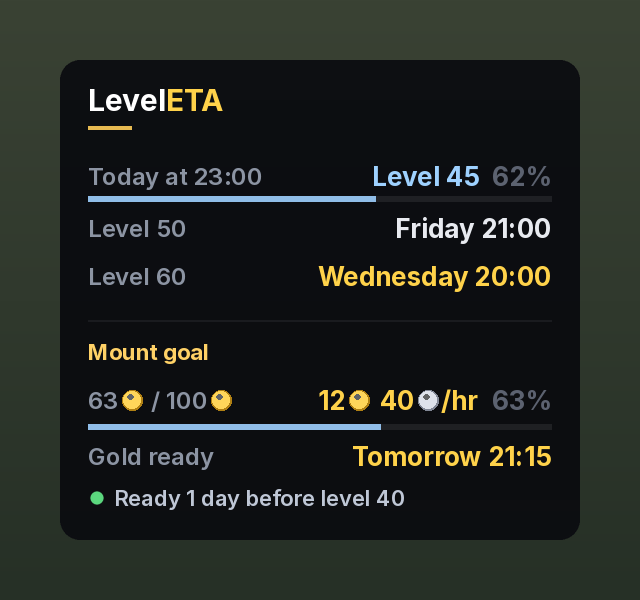 LevelETA
Today at 23:00 Level 45 62%
Level 50 Friday 21:00
Level 60 Wednesday 20:00
Mount goal
63 / 100 12 40/hr 63%
Gold ready Tomorrow 21:15
Ready 1 day before level 40